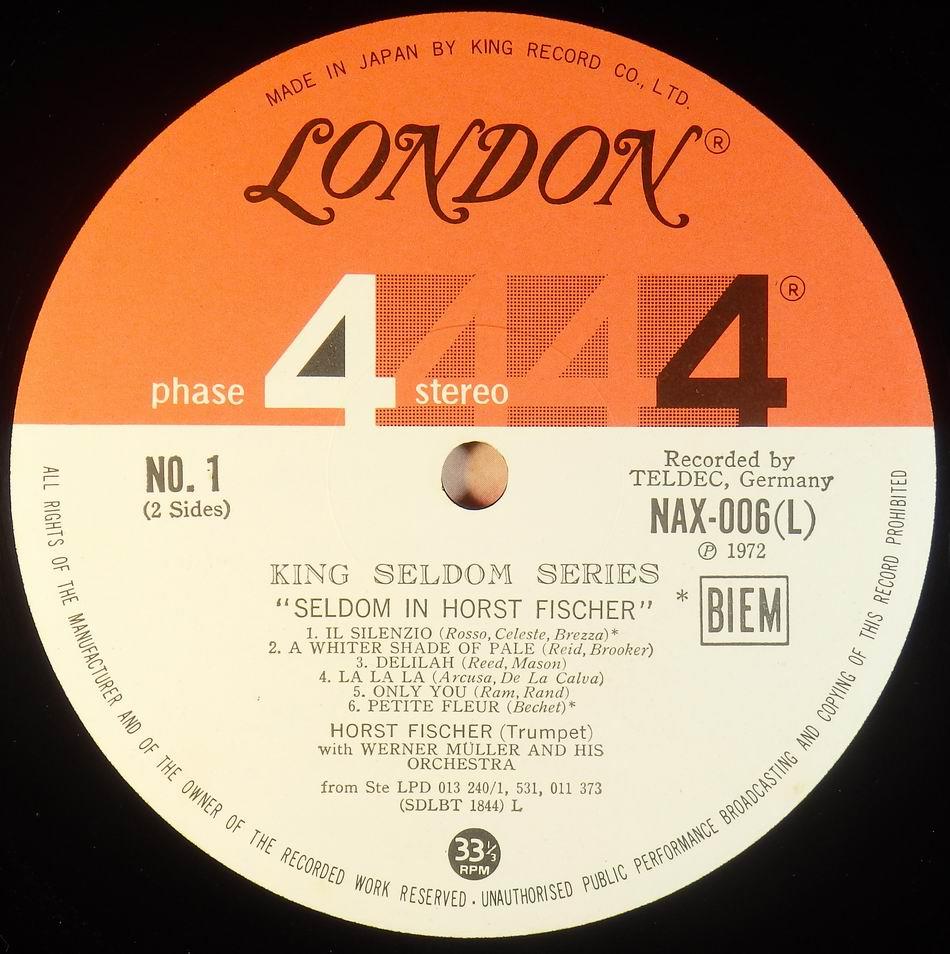 MADE IN JAPAN BY KING RECORD CO., LTD.
LONDON®
phase 4 stereo 4 4 4®
NO. 1
(2 Sides)
Recorded by
TELDEC, Germany
NAX-006(L)
℗ 1972
KING SELDOM SERIES
"SELDOM IN HORST FISCHER"
* BIEM
1. IL SILENZIO (Rosso, Celeste, Brezza)*
2. A WHITER SHADE OF PALE (Reid, Brooker)
3. DELILAH (Reed, Mason)
4. LA LA LA (Arcusa, De La Calva)
5. ONLY YOU (Ram, Rand)
6. PETITE FLEUR (Bechet)*
HORST FISCHER (Trumpet)
with WERNER MÜLLER AND HIS
ORCHESTRA
from Ste LPD 013 240/1, 531, 011 373
(SDLBT 1844) L
33 1/3
RPM
ALL RIGHTS OF THE MANUFACTURER AND OF THE OWNER OF THE RECORDED WORK RESERVED . UNAUTHORISED PUBLIC PERFORMANCE BROADCASTING AND COPYING OF THIS RECORD PROHIBITED